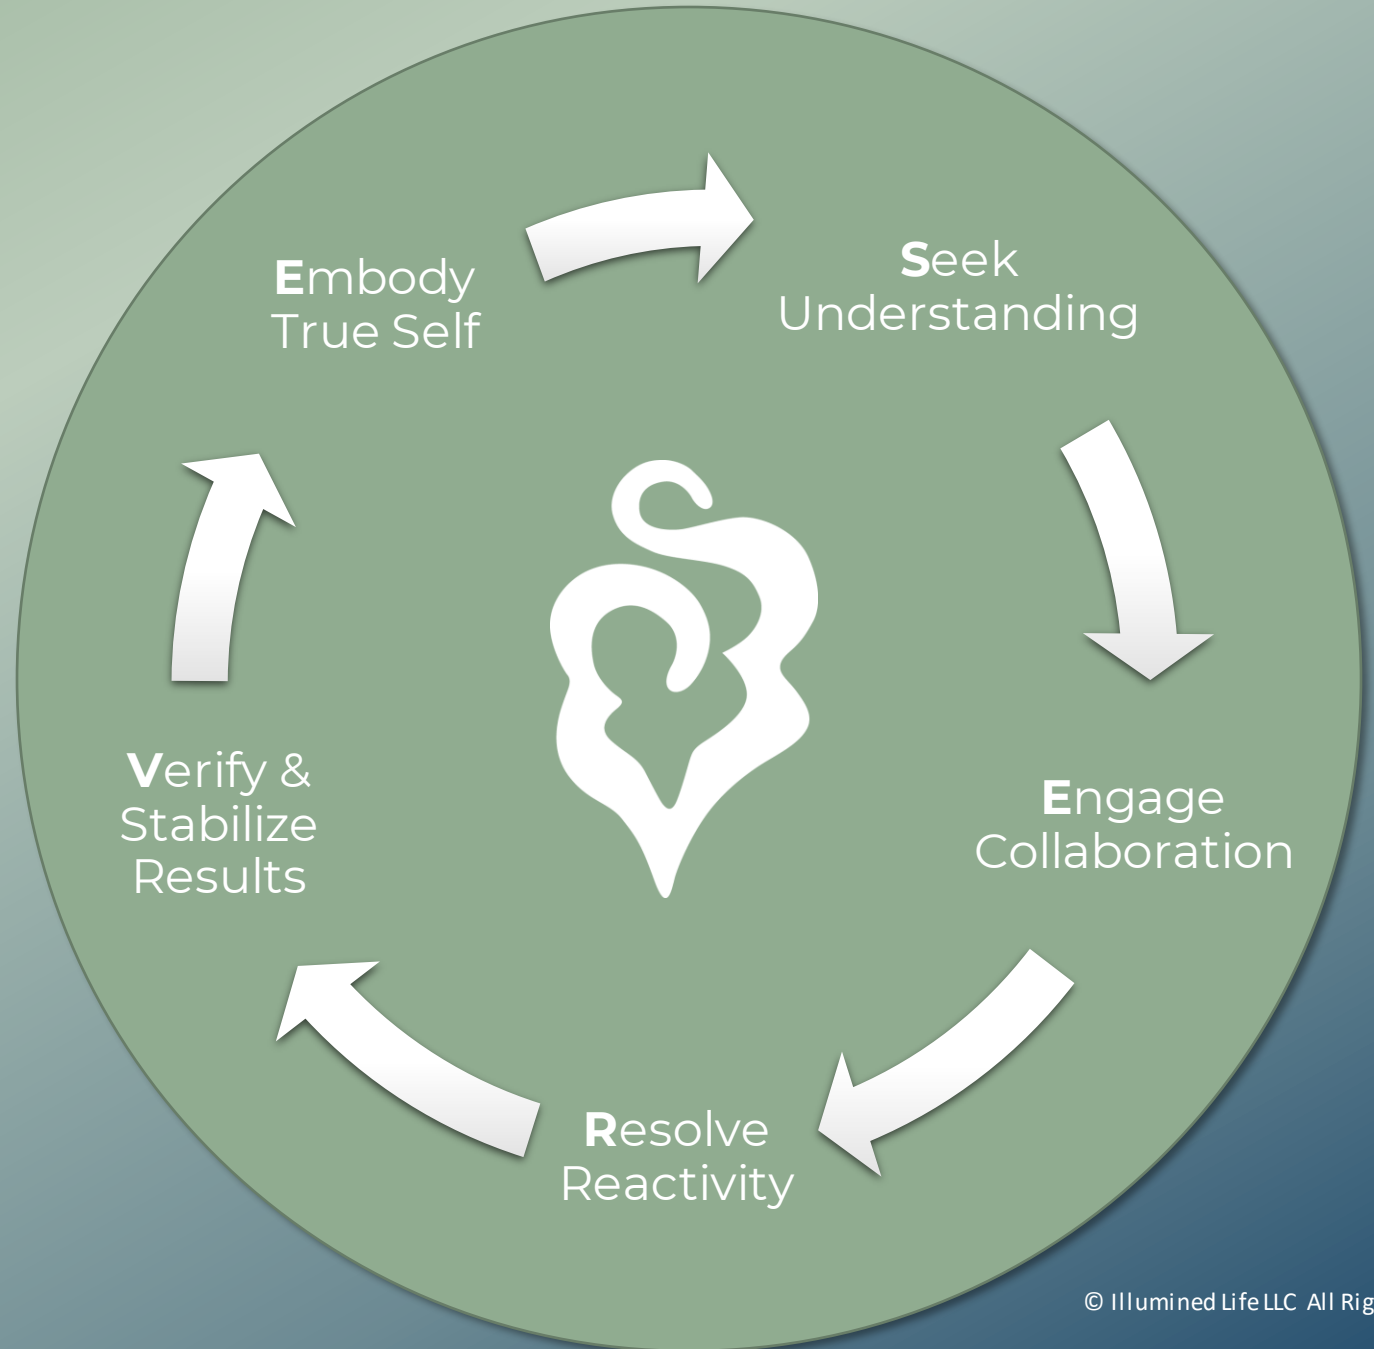 Embody
True Self
Seek
Understanding
Engage
Collaboration
Resolve
Reactivity
Verify &
Stabilize
Results
© Illumined Life LLC All Rig